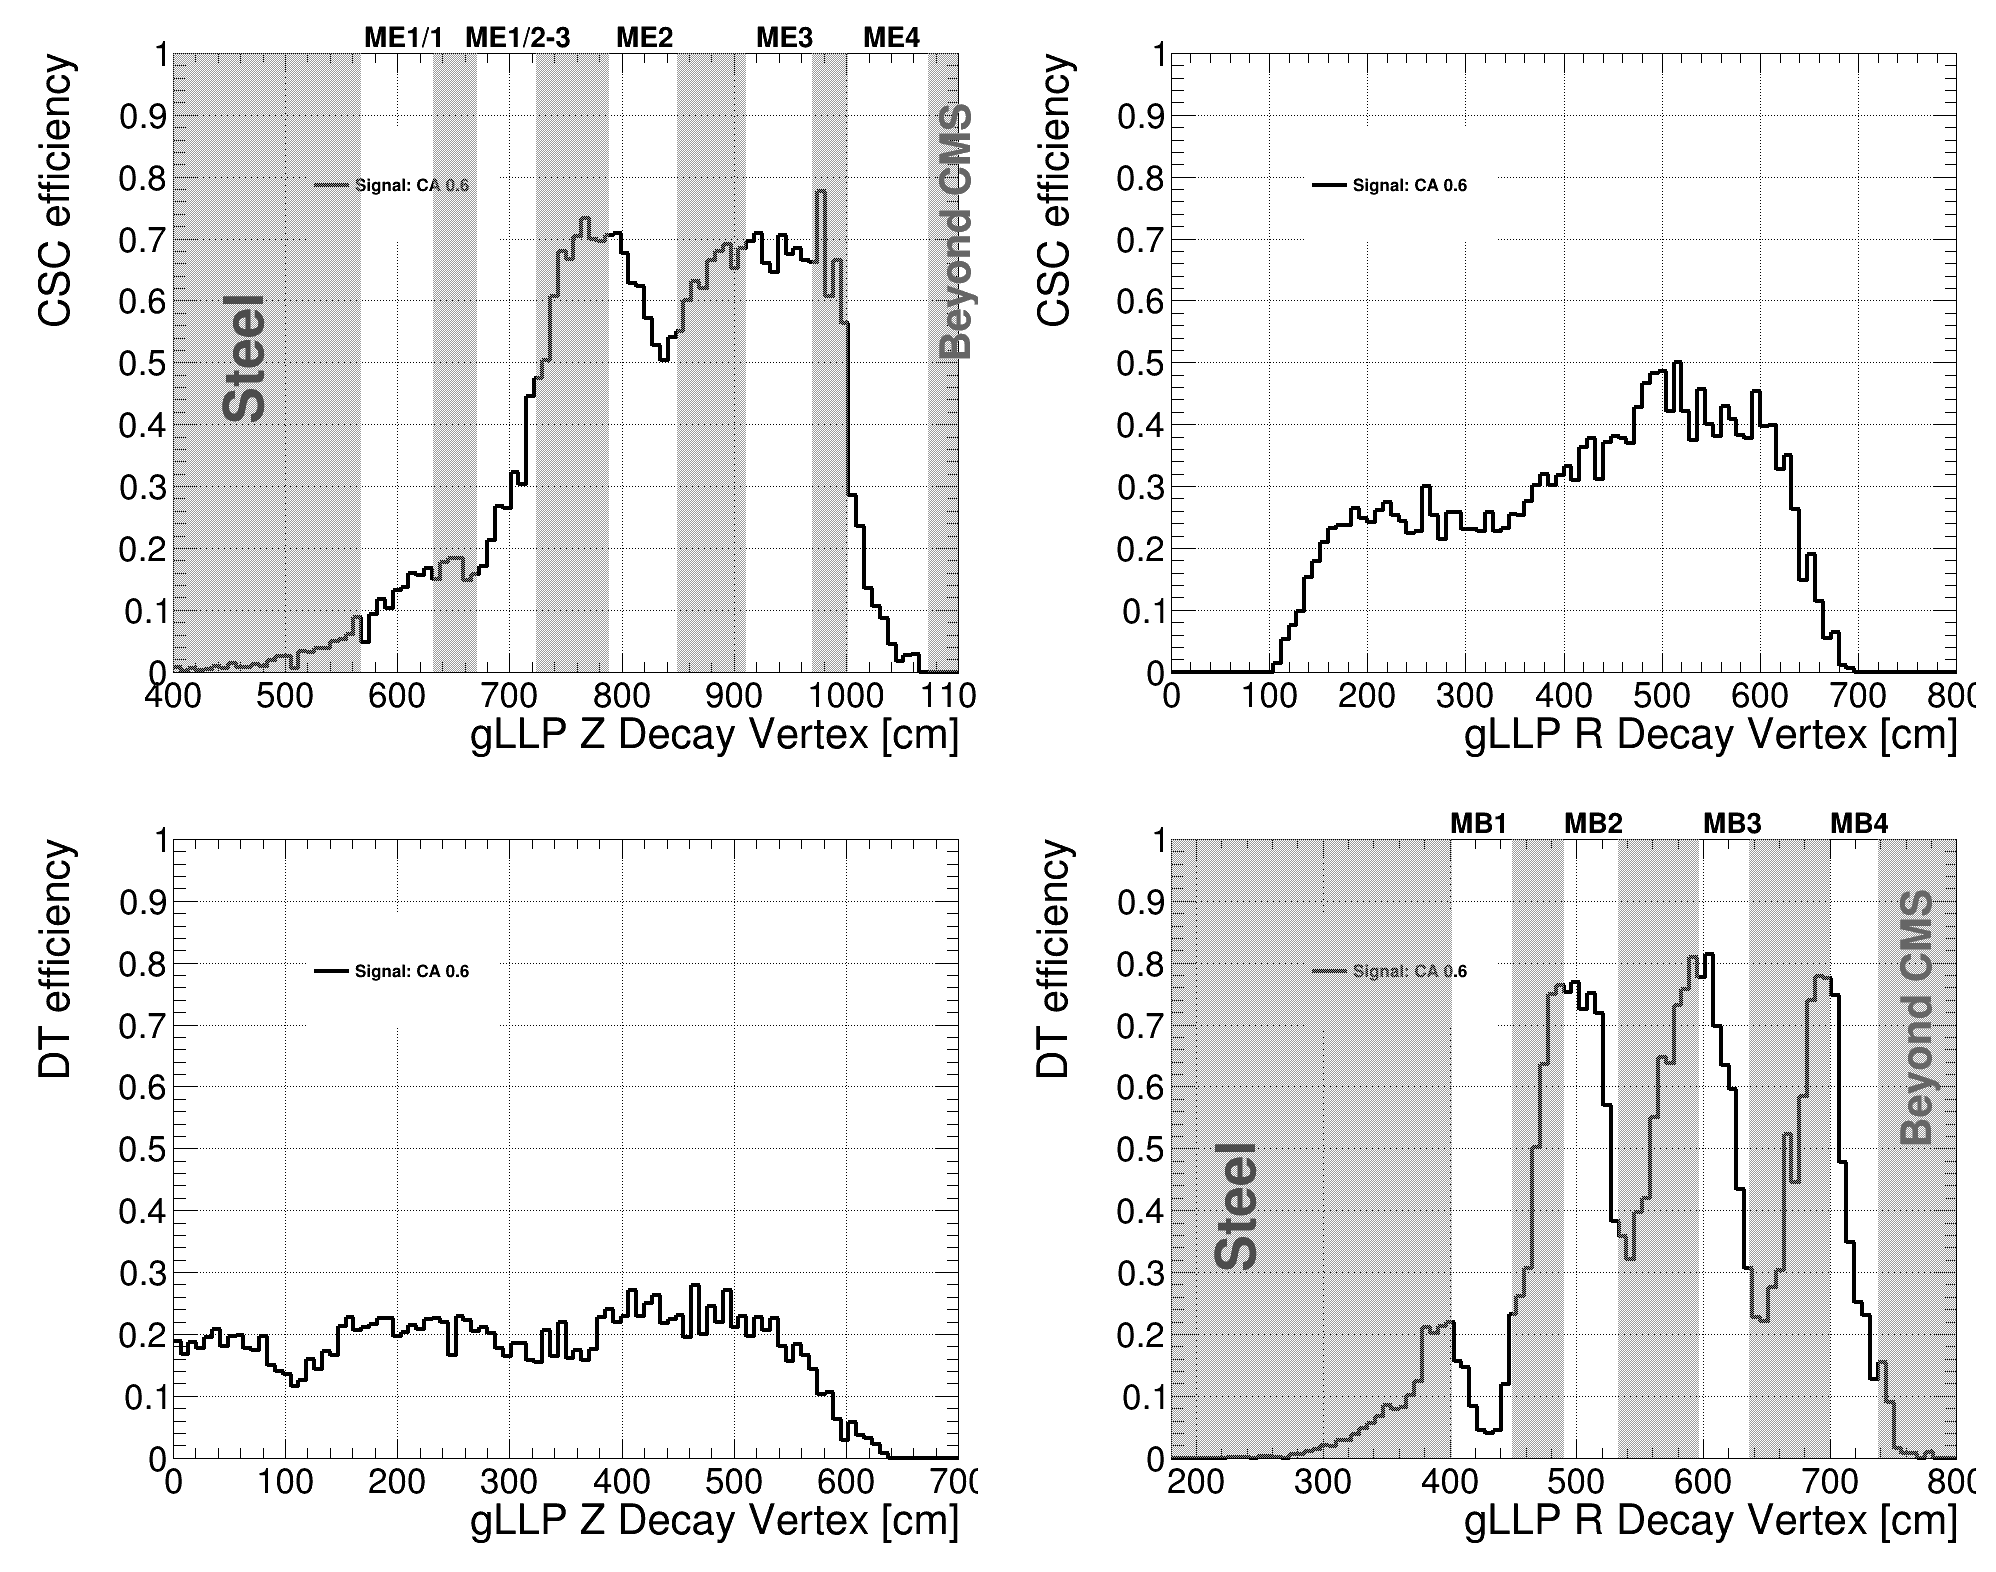 ME1/1 ME1/2-3 ME2 ME3 ME4
CSC efficiency
1
0.9
0.8
0.7
0.6
0.5
0.4
0.3
0.2
0.1
0
Signal: CA 0.6
Steel
Beyond CMS
400 500 600 700 800 900 1000 110
gLLP Z Decay Vertex [cm]
CSC efficiency
1
0.9
0.8
0.7
0.6
0.5
0.4
0.3
0.2
0.1
0
Signal: CA 0.6
0 100 200 300 400 500 600 700 800
gLLP R Decay Vertex [cm]
DT efficiency
1
0.9
0.8
0.7
0.6
0.5
0.4
0.3
0.2
0.1
0
Signal: CA 0.6
0 100 200 300 400 500 600 700
gLLP Z Decay Vertex [cm]
MB1 MB2 MB3 MB4
DT efficiency
1
0.9
0.8
0.7
0.6
0.5
0.4
0.3
0.2
0.1
0
Signal: CA 0.6
Steel
Beyond CMS
200 300 400 500 600 700 800
gLLP R Decay Vertex [cm]